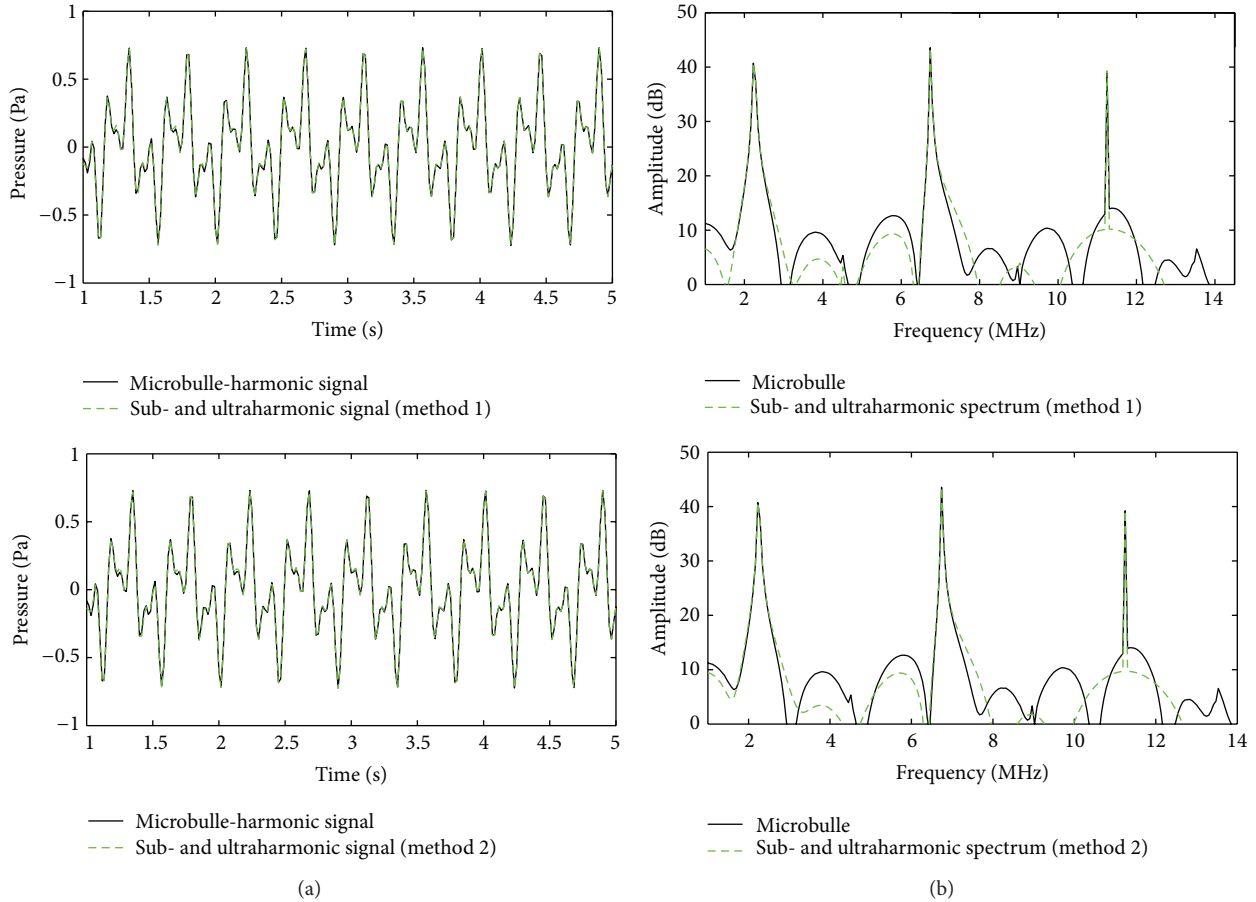 1
0.5
0
−0.5
−1
Pressure (Pa)
1 1.5 2 2.5 3 3.5 4 4.5 5
Time (s)
Microbulle-harmonic signal
Sub- and ultraharmonic signal (method 1)
50
40
30
20
10
0
Amplitude (dB)
2 4 6 8 10 12 14
Frequency (MHz)
Microbulle
Sub- and ultraharmonic spectrum (method 1)
1
0.5
0
−0.5
−1
Pressure (Pa)
1 1.5 2 2.5 3 3.5 4 4.5 5
Time (s)
Microbulle-harmonic signal
Sub- and ultraharmonic signal (method 2)
(a)
50
40
30
20
10
0
Amplitude (dB)
2 4 6 8 10 12 14
Frequency (MHz)
Microbulle
Sub- and ultraharmonic spectrum (method 2)
(b)